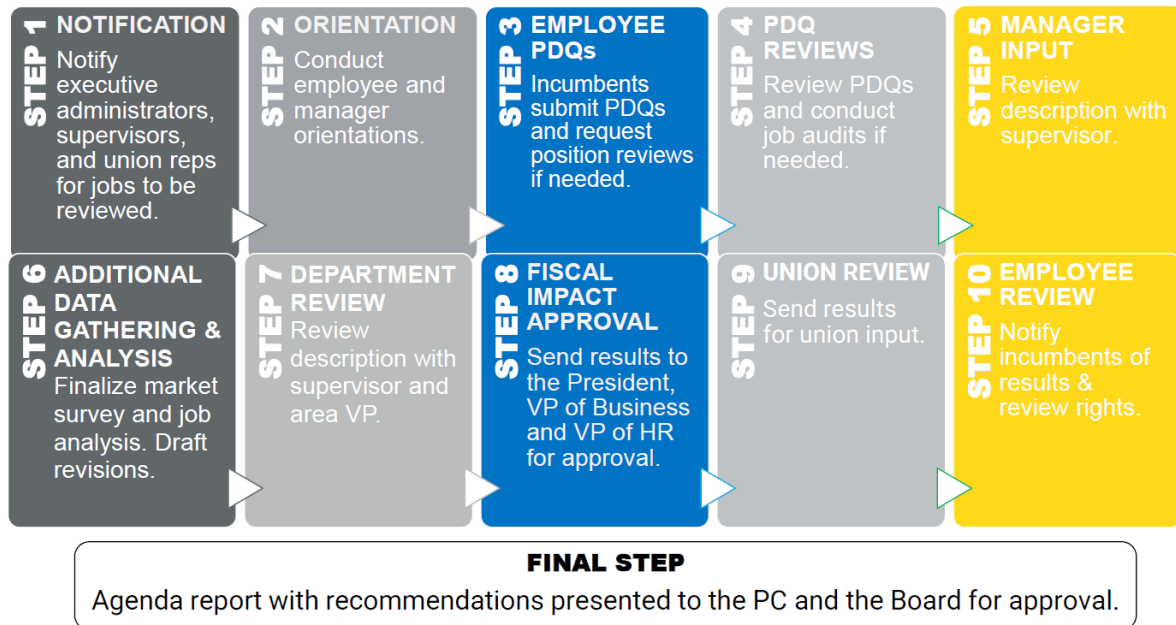 STEP 1
NOTIFICATION
Notify
executive
administrators,
supervisors,
and union reps
for jobs to be
reviewed.
STEP 2
ORIENTATION
Conduct
employee and
manager
orientations.
STEP 3
EMPLOYEE
PDQs
Incumbents
submit PDQs
and request
position reviews
if needed.
STEP 4
PDQ
REVIEWS
Review PDQs
and conduct
job audits if
needed.
STEP 5
MANAGER
INPUT
Review
description with
supervisor.
STEP 6
ADDITIONAL
DATA
GATHERING &
ANALYSIS
Finalize market
survey and job
analysis. Draft
revisions.
STEP 7
DEPARTMENT
REVIEW
Review
description with
supervisor and
area VP.
STEP 8
FISCAL
IMPACT
APPROVAL
Send results to
the President,
VP of Business
and VP of HR
for approval.
STEP 9
UNION REVIEW
Send results
for union input.
STEP 10
EMPLOYEE
REVIEW
Notify
incumbents of
results &
review rights.
FINAL STEP
Agenda report with recommendations presented to the PC and the Board for approval.